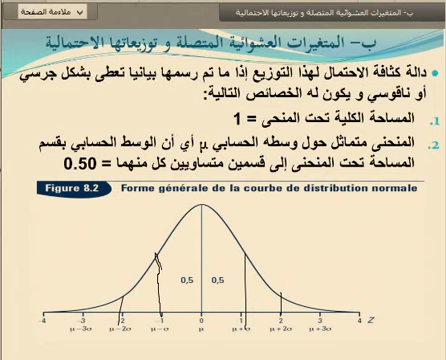 ملاءمة الصفحة
ب- المتغيرات العشوائية المتصلة و توزيعاتها الاحتمالية
ب- المتغيرات العشوائية المتصلة و توزيعاتها الاحتمالية
دالة كثافة الاحتمال لهذا التوزيع إذا ما تم رسمها بيانيا تعطى بشكل جرسي
أو ناقوسي و يكون له الخصائص التالية:
1. المساحة الكلية تحت المنحى = 1
2. المنحنى متماثل حول وسطه الحسابي μ أي أن الوسط الحسابي يقسم
المساحة تحت المنحنى إلى قسمين متساويين كل منهما = 0.50
Figure 8.2 Forme générale de la courbe de distribution normale
0,5 0,5
-4 -3 -2 -1 0 1 2 3 4 Z
μ-3σ μ-2σ μ-σ μ μ+σ μ+2σ μ+3σ